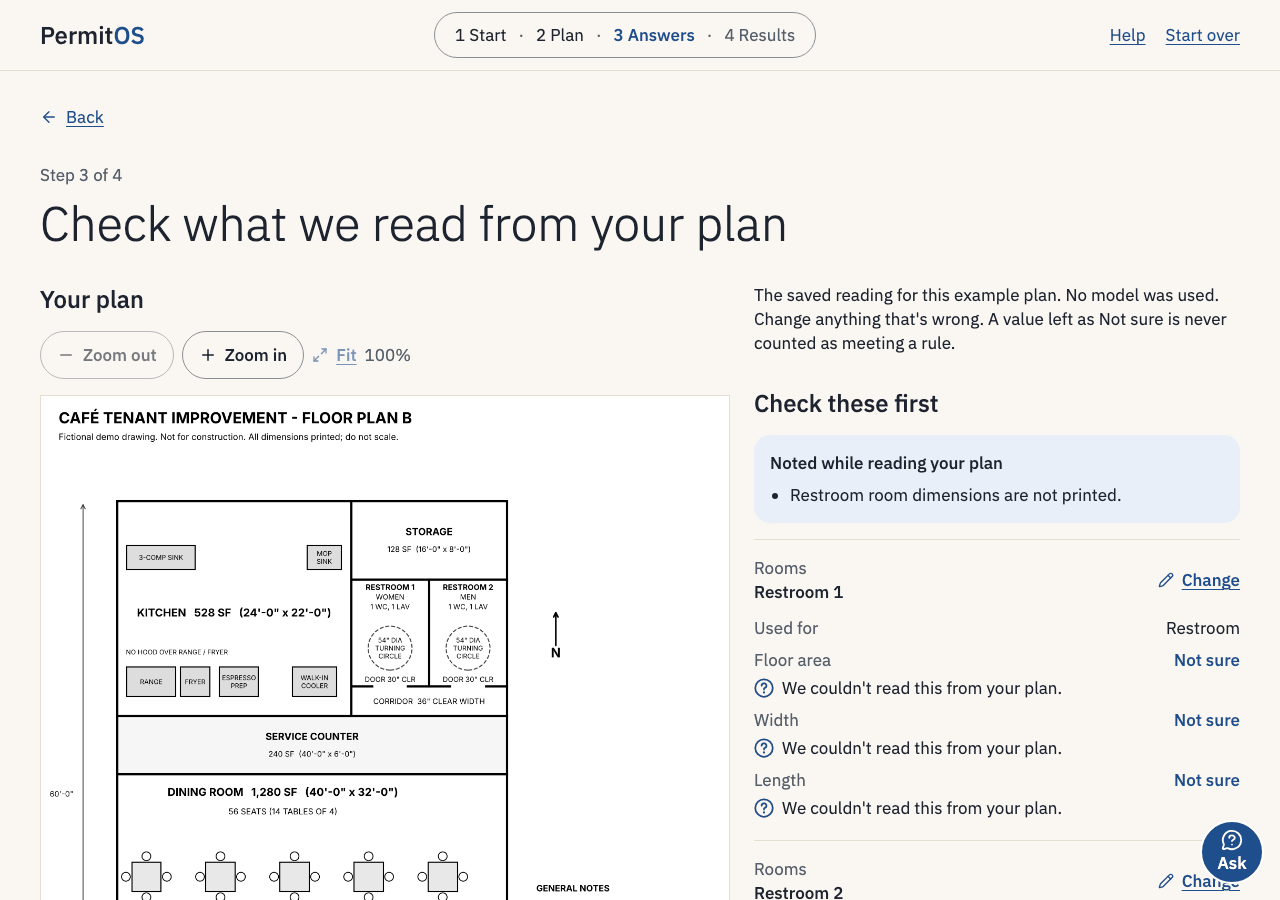 PermitOS
1 Start · 2 Plan · 3 Answers · 4 Results
Help
Start over
Back
Step 3 of 4
Check what we read from your plan
Your plan
Zoom out
Zoom in
Fit
100%
CAFÉ TENANT IMPROVEMENT - FLOOR PLAN B
Fictional demo drawing. Not for construction. All dimensions printed; do not scale.
3-COMP SINK
MOP
SINK
STORAGE
128 SF (16'-0" x 8'-0")
KITCHEN 528 SF (24'-0" x 22'-0")
RESTROOM 1
WOMEN
1 WC, 1 LAV
54" DIA
TURNING
CIRCLE
DOOR 30" CLR
RESTROOM 2
MEN
1 WC, 1 LAV
54" DIA
TURNING
CIRCLE
DOOR 30" CLR
N
NO HOOD OVER RANGE / FRYER
RANGE
FRYER
ESPRESSO
PREP
WALK-IN
COOLER
CORRIDOR 36" CLEAR WIDTH
SERVICE COUNTER
240 SF (40'-0" x 6'-0")
60'-0"
DINING ROOM 1,280 SF (40'-0" x 32'-0")
56 SEATS (14 TABLES OF 4)
GENERAL NOTES
The saved reading for this example plan. No model was used.
Change anything that's wrong. A value left as Not sure is never
counted as meeting a rule.
Check these first
Noted while reading your plan
• Restroom room dimensions are not printed.
Rooms
Restroom 1
Change
Used for
Restroom
Floor area
Not sure
We couldn't read this from your plan.
Width
Not sure
We couldn't read this from your plan.
Length
Not sure
We couldn't read this from your plan.
Rooms
Restroom 2
Change
Ask